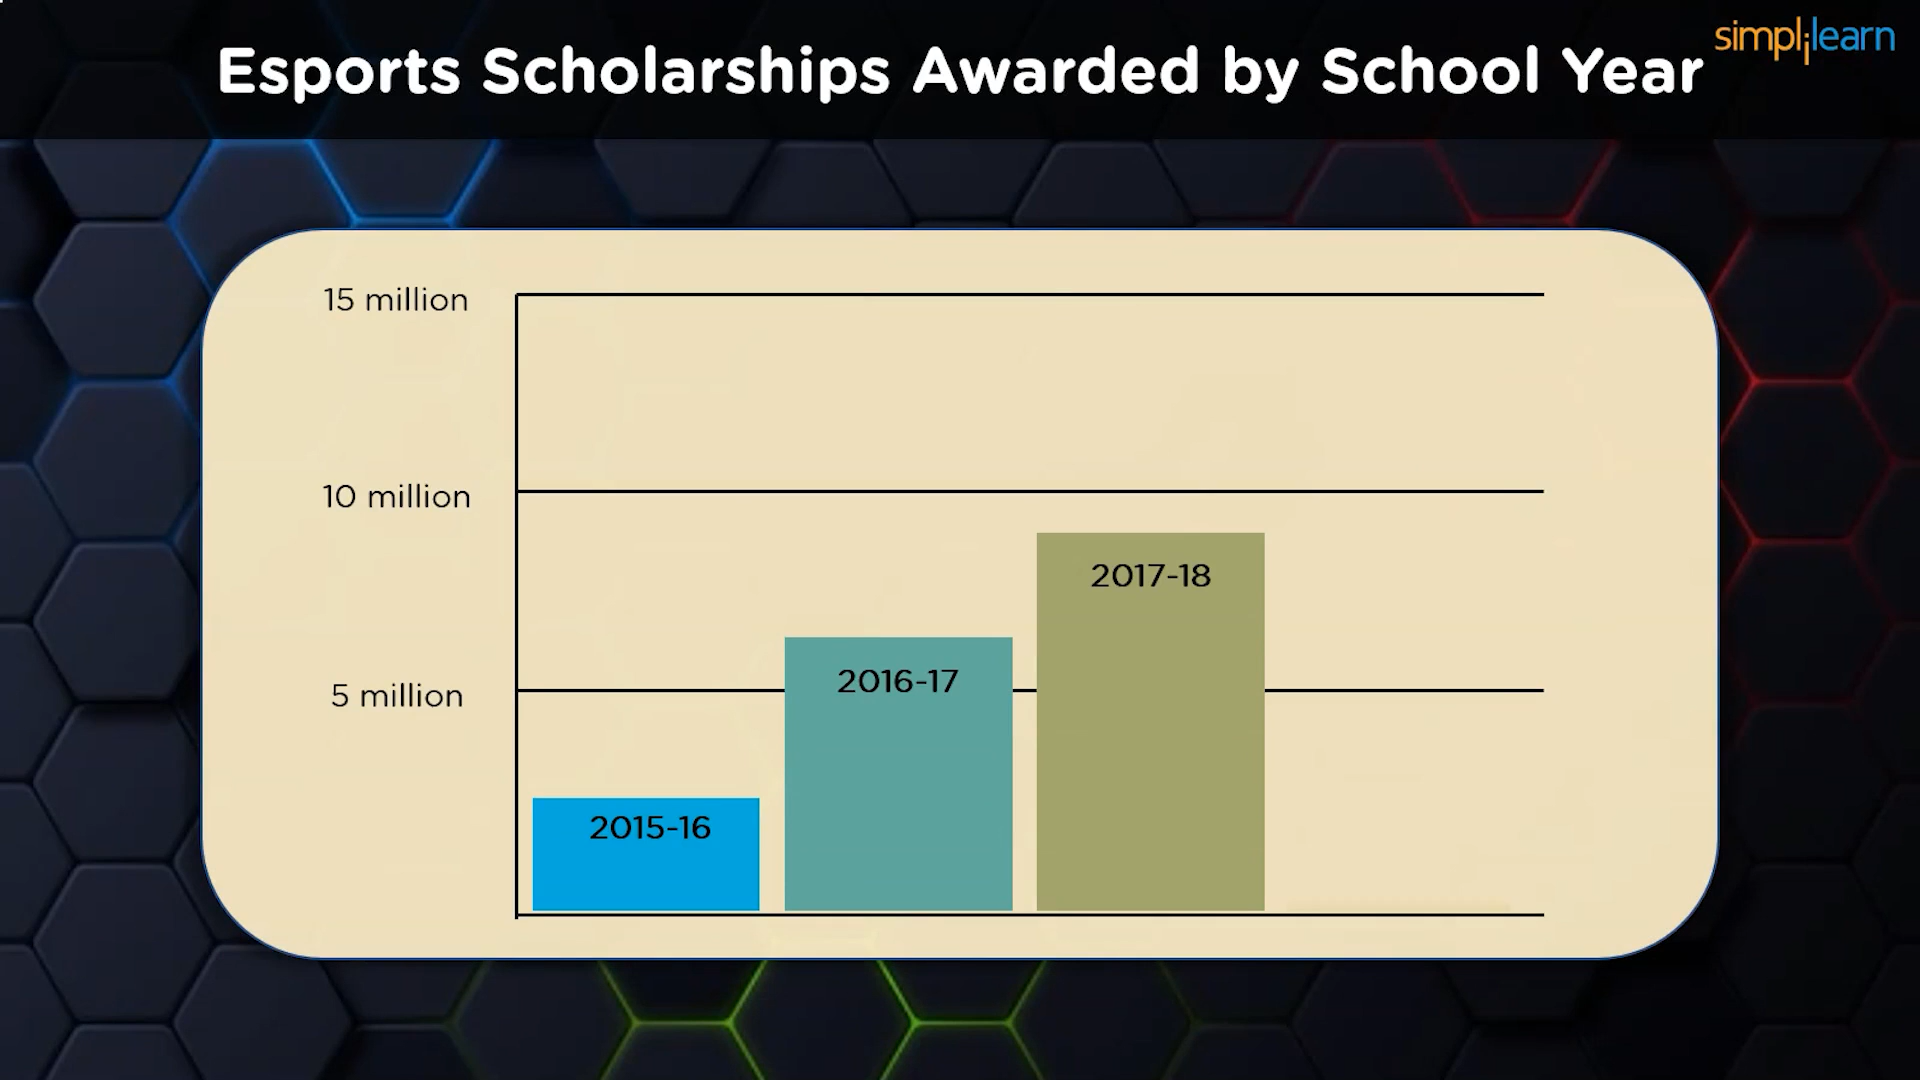 Esports Scholarships Awarded by School Year
simplilearn
15 million
10 million
5 million
2017-18
2016-17
2015-16